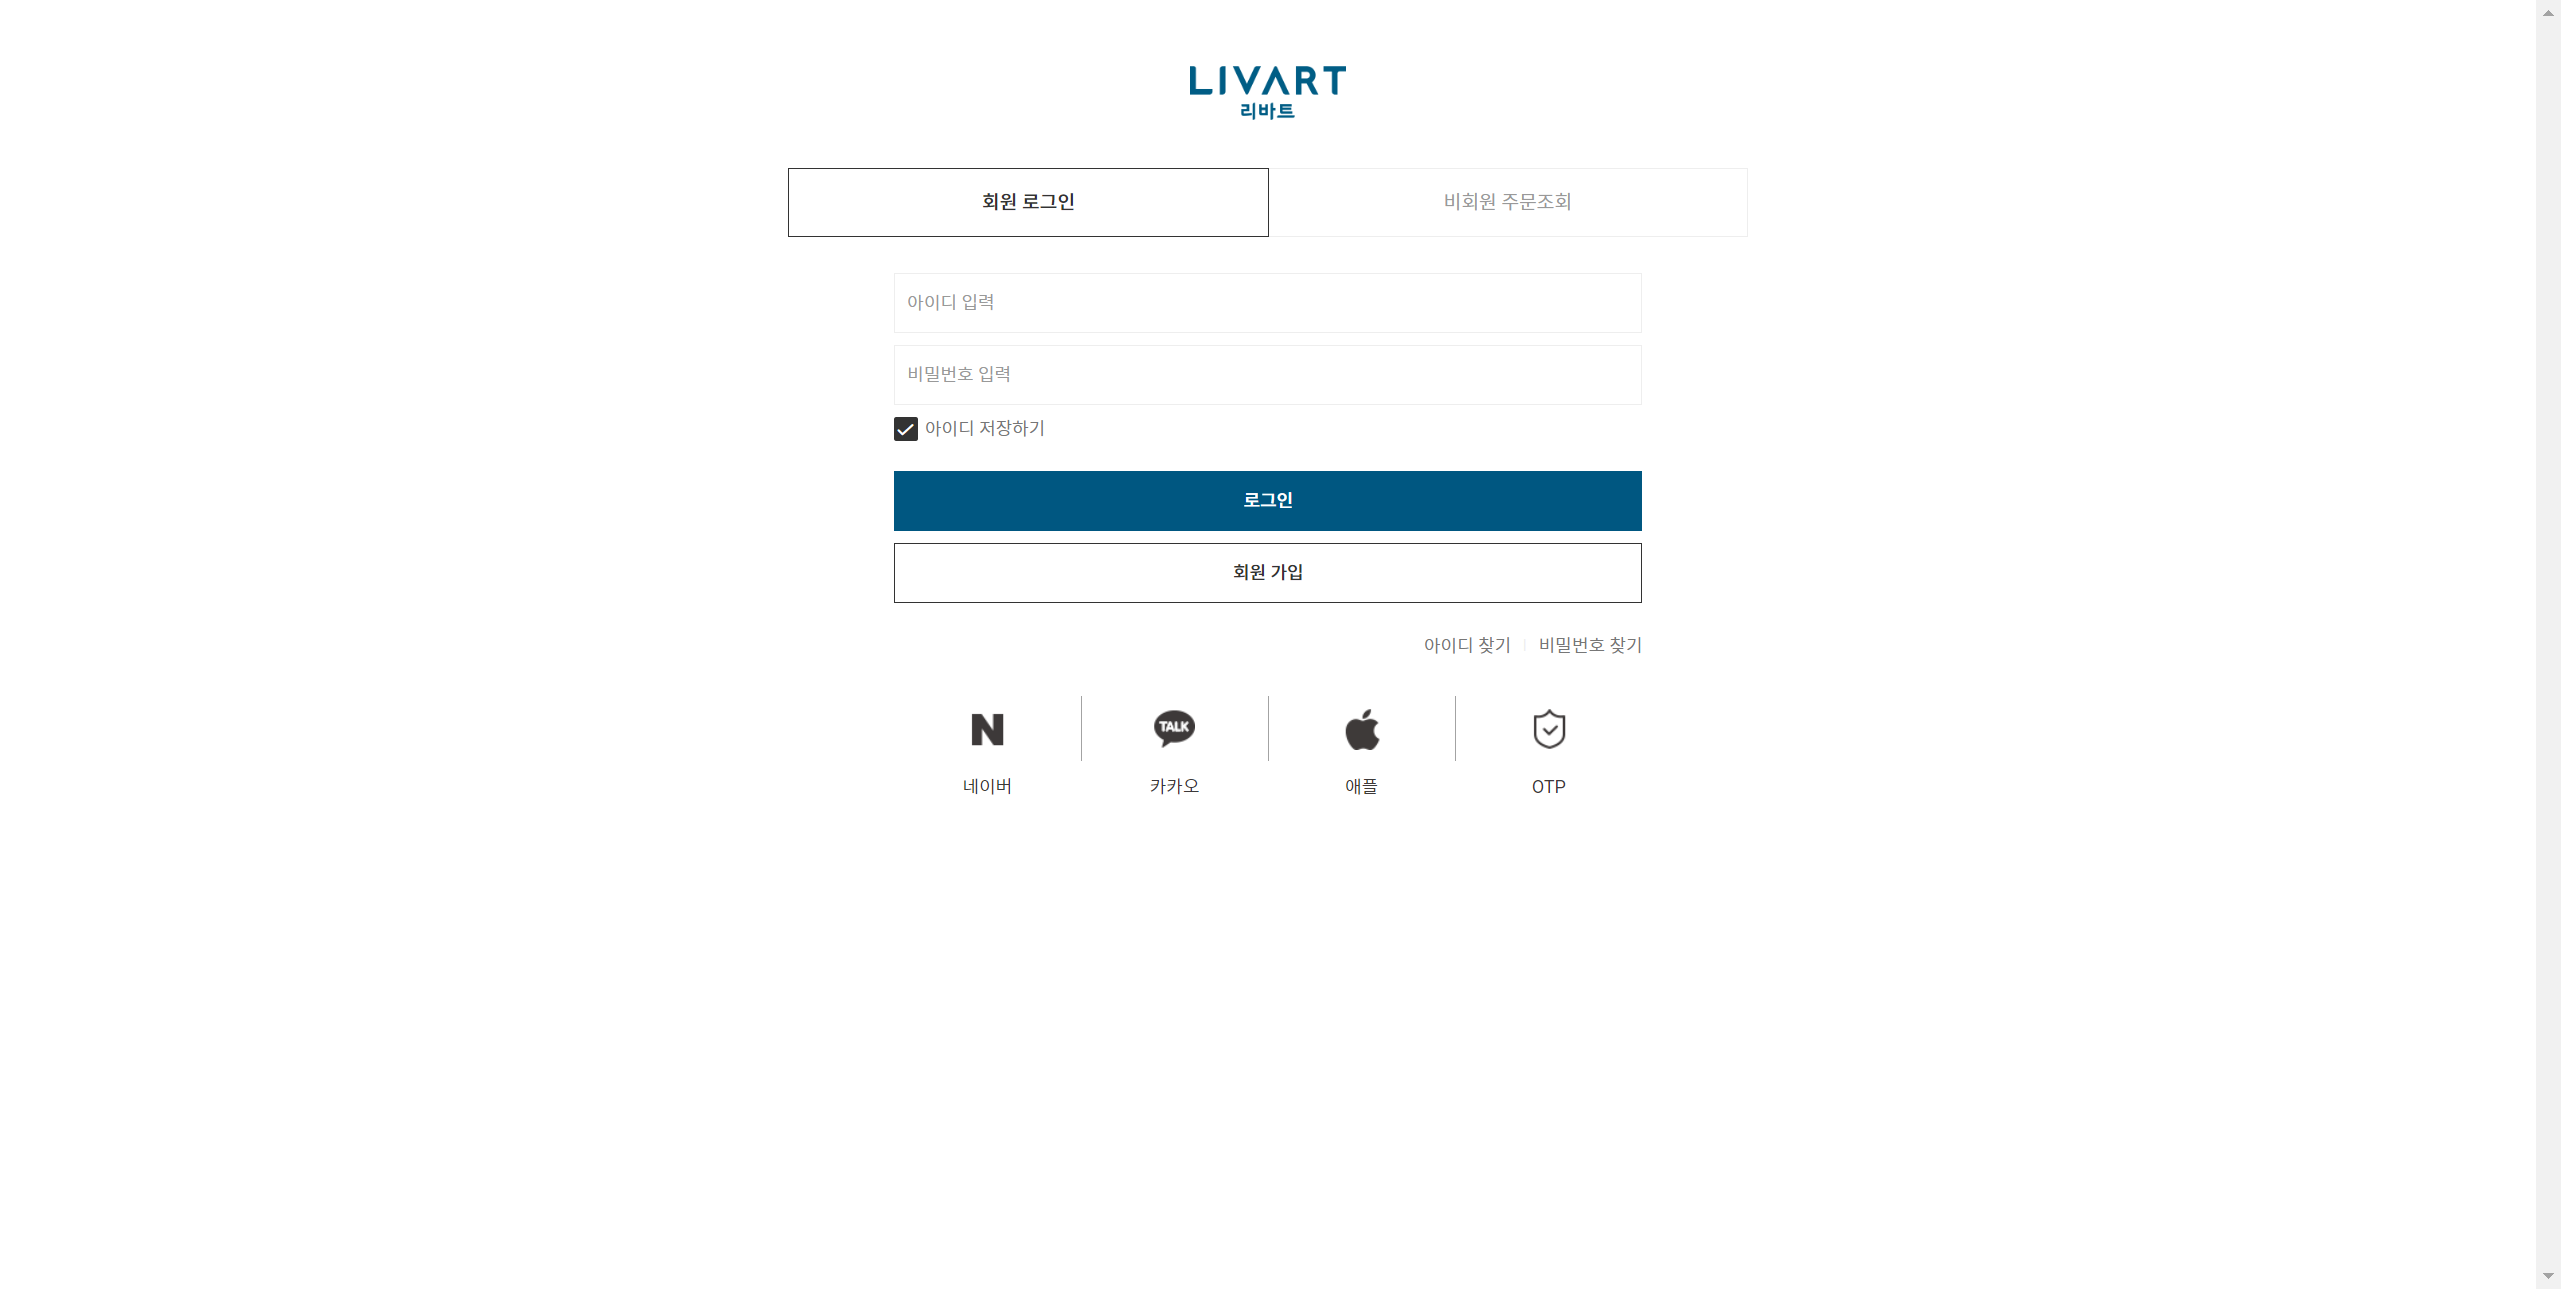 LIVART
리바트
회원 로그인
비회원 주문조회
아이디 입력
비밀번호 입력
아이디 저장하기
로그인
회원 가입
아이디 찾기 | 비밀번호 찾기
N
TALK
네이버
카카오
애플
OTP